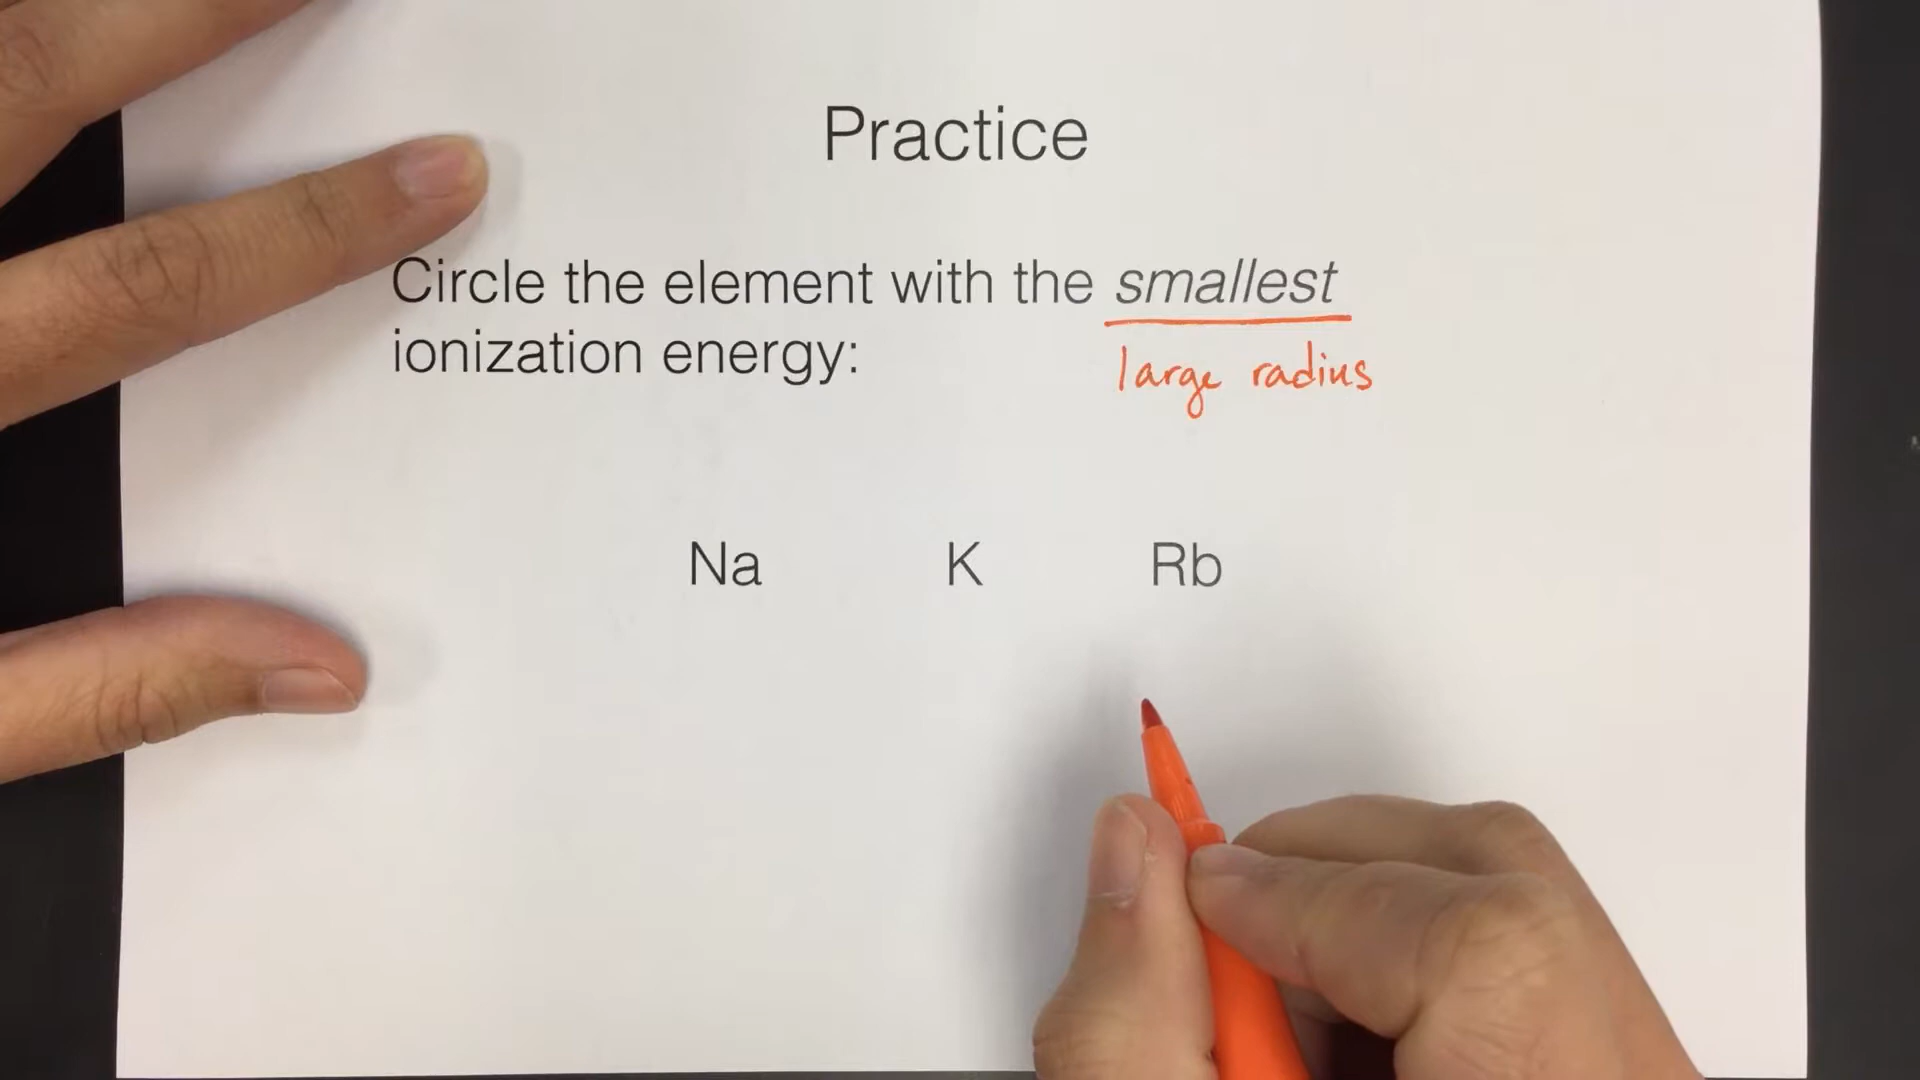 Practice
Circle the element with the smallest
ionization energy:
large radius
Na K Rb